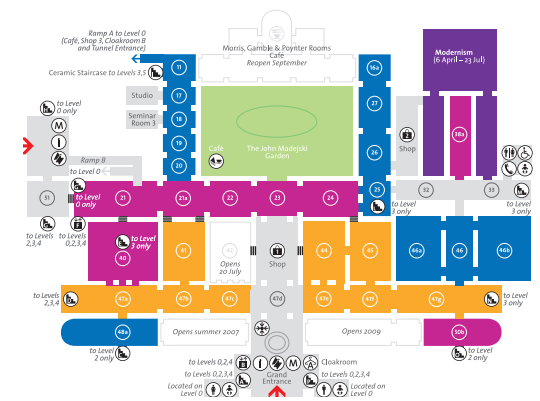 Ramp A to Level 0
(Café, Shop 3, Cloakroom B
and Tunnel Entrance)
Morris, Gamble & Poynter Rooms
Café
Reopen September
Modernism
(6 April – 23 Jul)
Ceramic Staircase to Levels 3,5
11
16a
Studio
17
27
Seminar
Room 3
18
19
20
26
Café
The John Madejski
Garden
2
Shop
38a
to Level
0 only
M
Ramp B
to Level 0
51
to Level
0 only
21
21a
22
23
24
25
32
33
to Levels
2,3,4
to Levels
0,2,3,4
to Level
3 only
to Level
3 only
to Level
3 only
40
41
42
Opens
20 July
1
Shop
44
45
46a
46
46b
to Levels
2,3,4
47a
47b
47c
47d
47e
47f
47g
to Level
3 only
48a
Opens summer 2007
Opens 2009
50b
to Level
2 only
to Level
2 only
to Levels 0,2,4
M
Cloakroom
to Levels 0,2,3,4
Grand
Entrance
to Levels 0,2,3,4
Located on
Level 0
Located on
Level 0